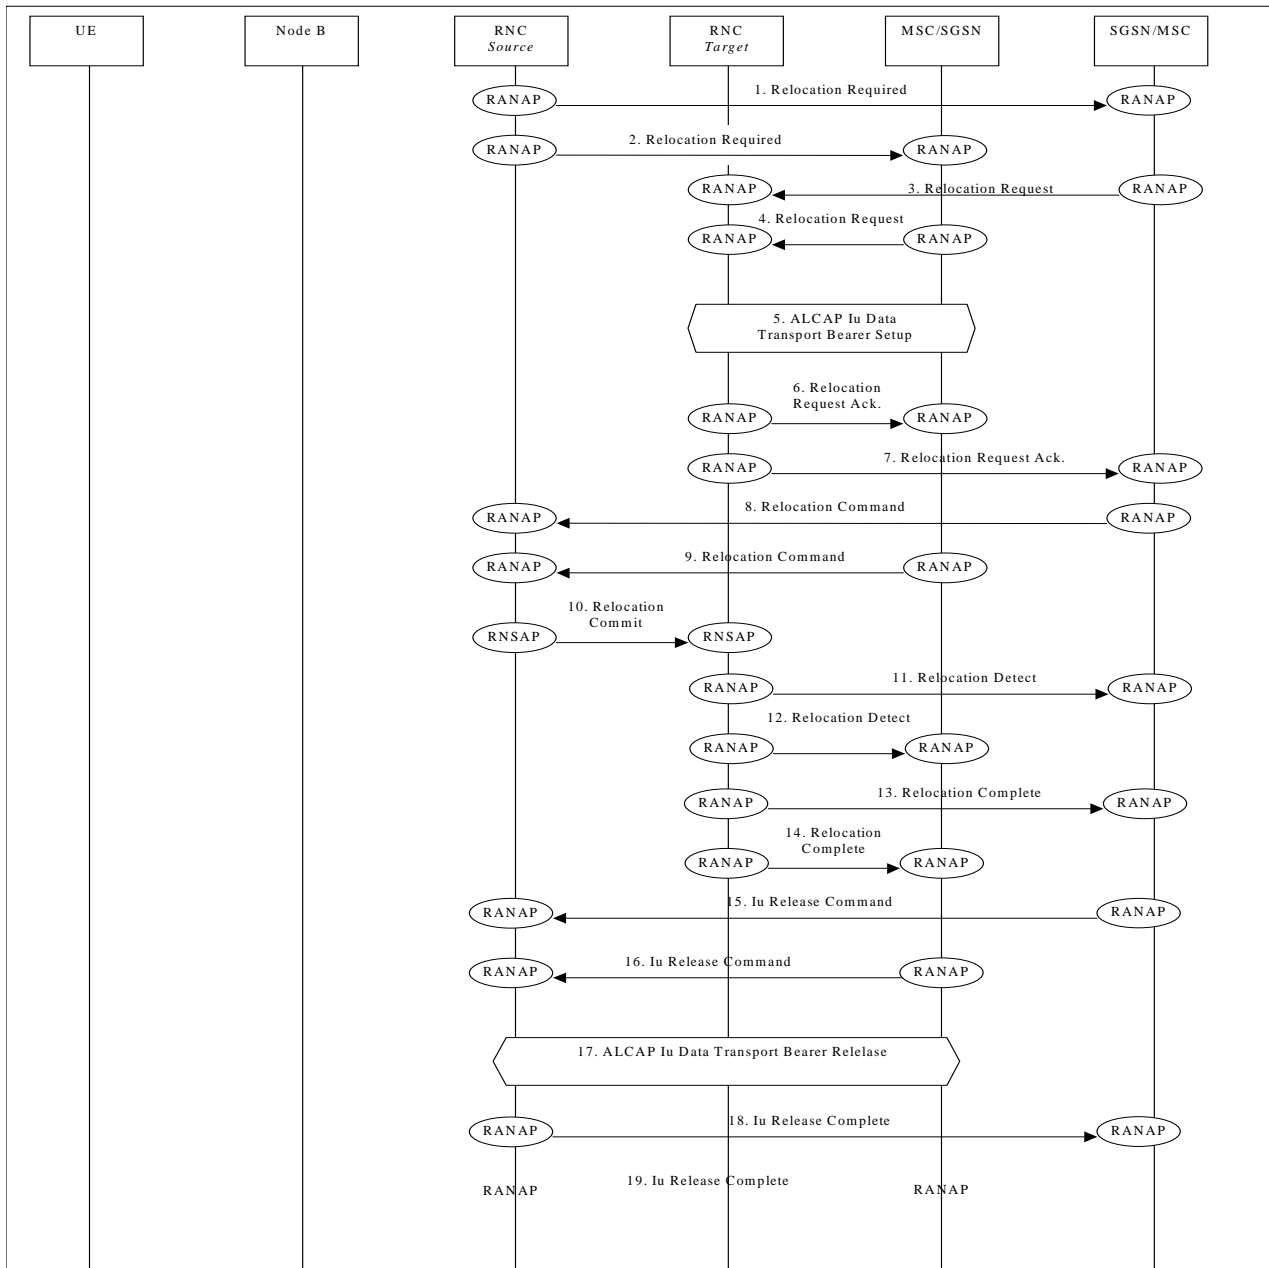 UE
Node B
RNC
Source
RNC
Target
MSC/SGSN
SGSN/MSC
RANAP
1. Relocation Required
RANAP
RANAP
2. Relocation Required
RANAP
RANAP
3. Relocation Request
RANAP
RANAP
4. Relocation Request
RANAP
5. ALCAP Iu Data
Transport Bearer Setup
RANAP
6. Relocation
Request Ack.
RANAP
RANAP
7. Relocation Request Ack.
RANAP
RANAP
8. Relocation Command
RANAP
RANAP
9. Relocation Command
RANAP
RNSAP
10. Relocation
Commit
RNSAP
RANAP
11. Relocation Detect
RANAP
RANAP
12. Relocation Detect
RANAP
RANAP
13. Relocation Complete
RANAP
RANAP
14. Relocation
Complete
RANAP
RANAP
15. Iu Release Command
RANAP
RANAP
16. Iu Release Command
RANAP
17. ALCAP Iu Data Transport Bearer Relelase
RANAP
18. Iu Release Complete
RANAP
RANAP
19. Iu Release Complete
RANAP